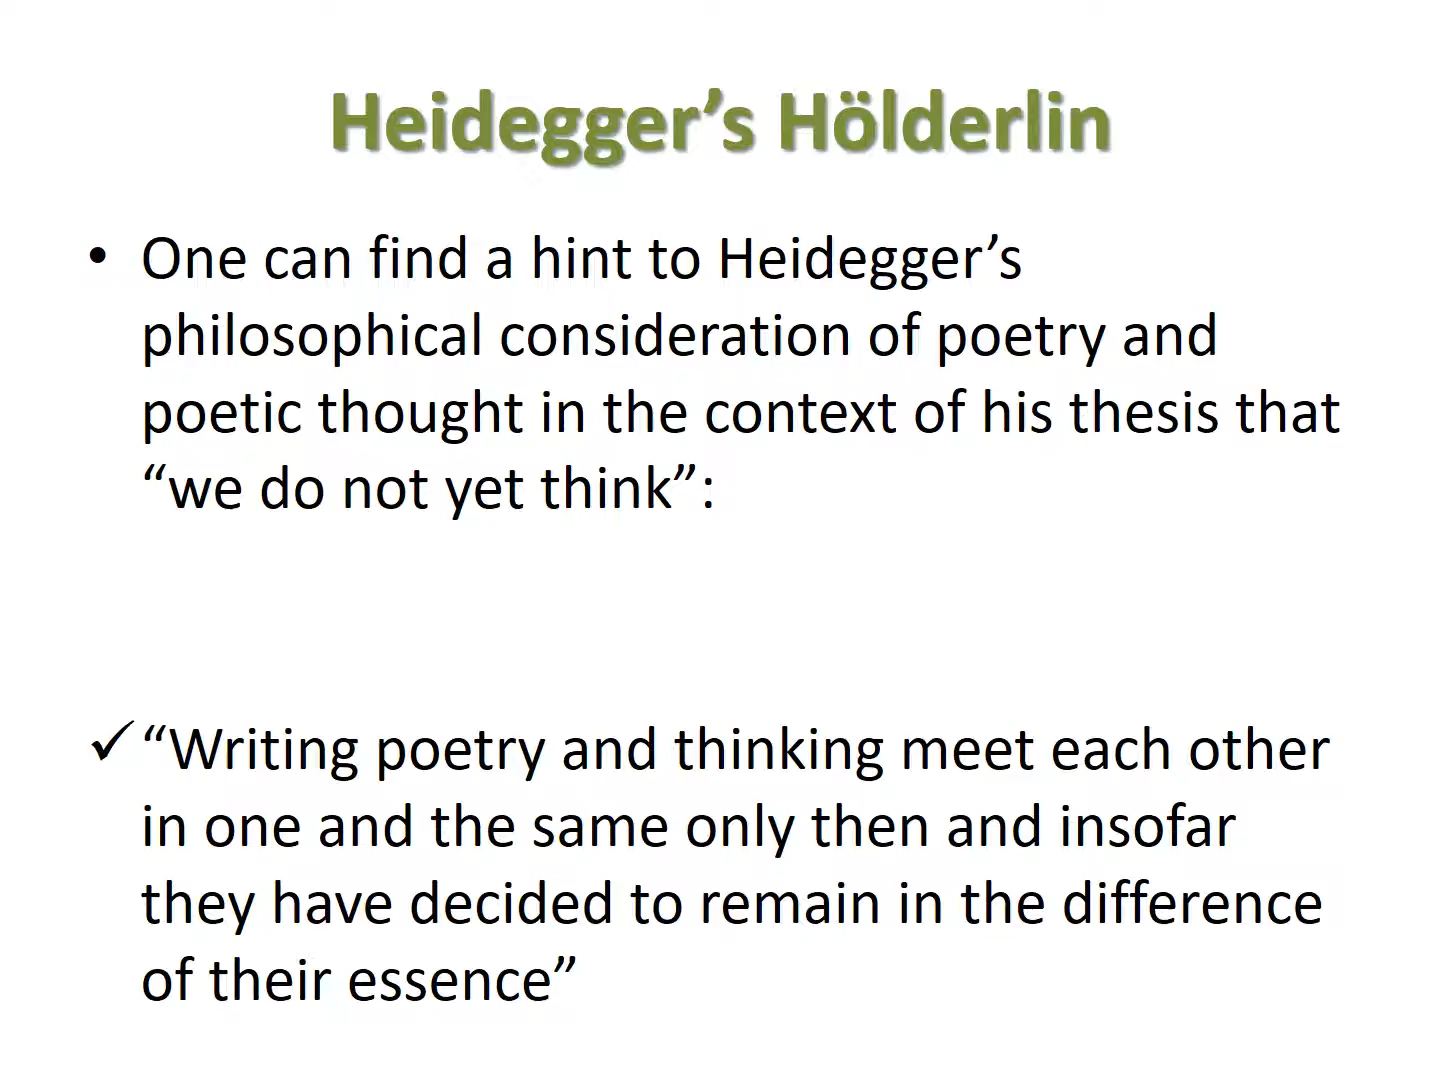 Heidegger’s Hölderlin
• One can find a hint to Heidegger’s
philosophical consideration of poetry and
poetic thought in the context of his thesis that
“we do not yet think”:
✓ “Writing poetry and thinking meet each other
in one and the same only then and insofar
they have decided to remain in the difference
of their essence”